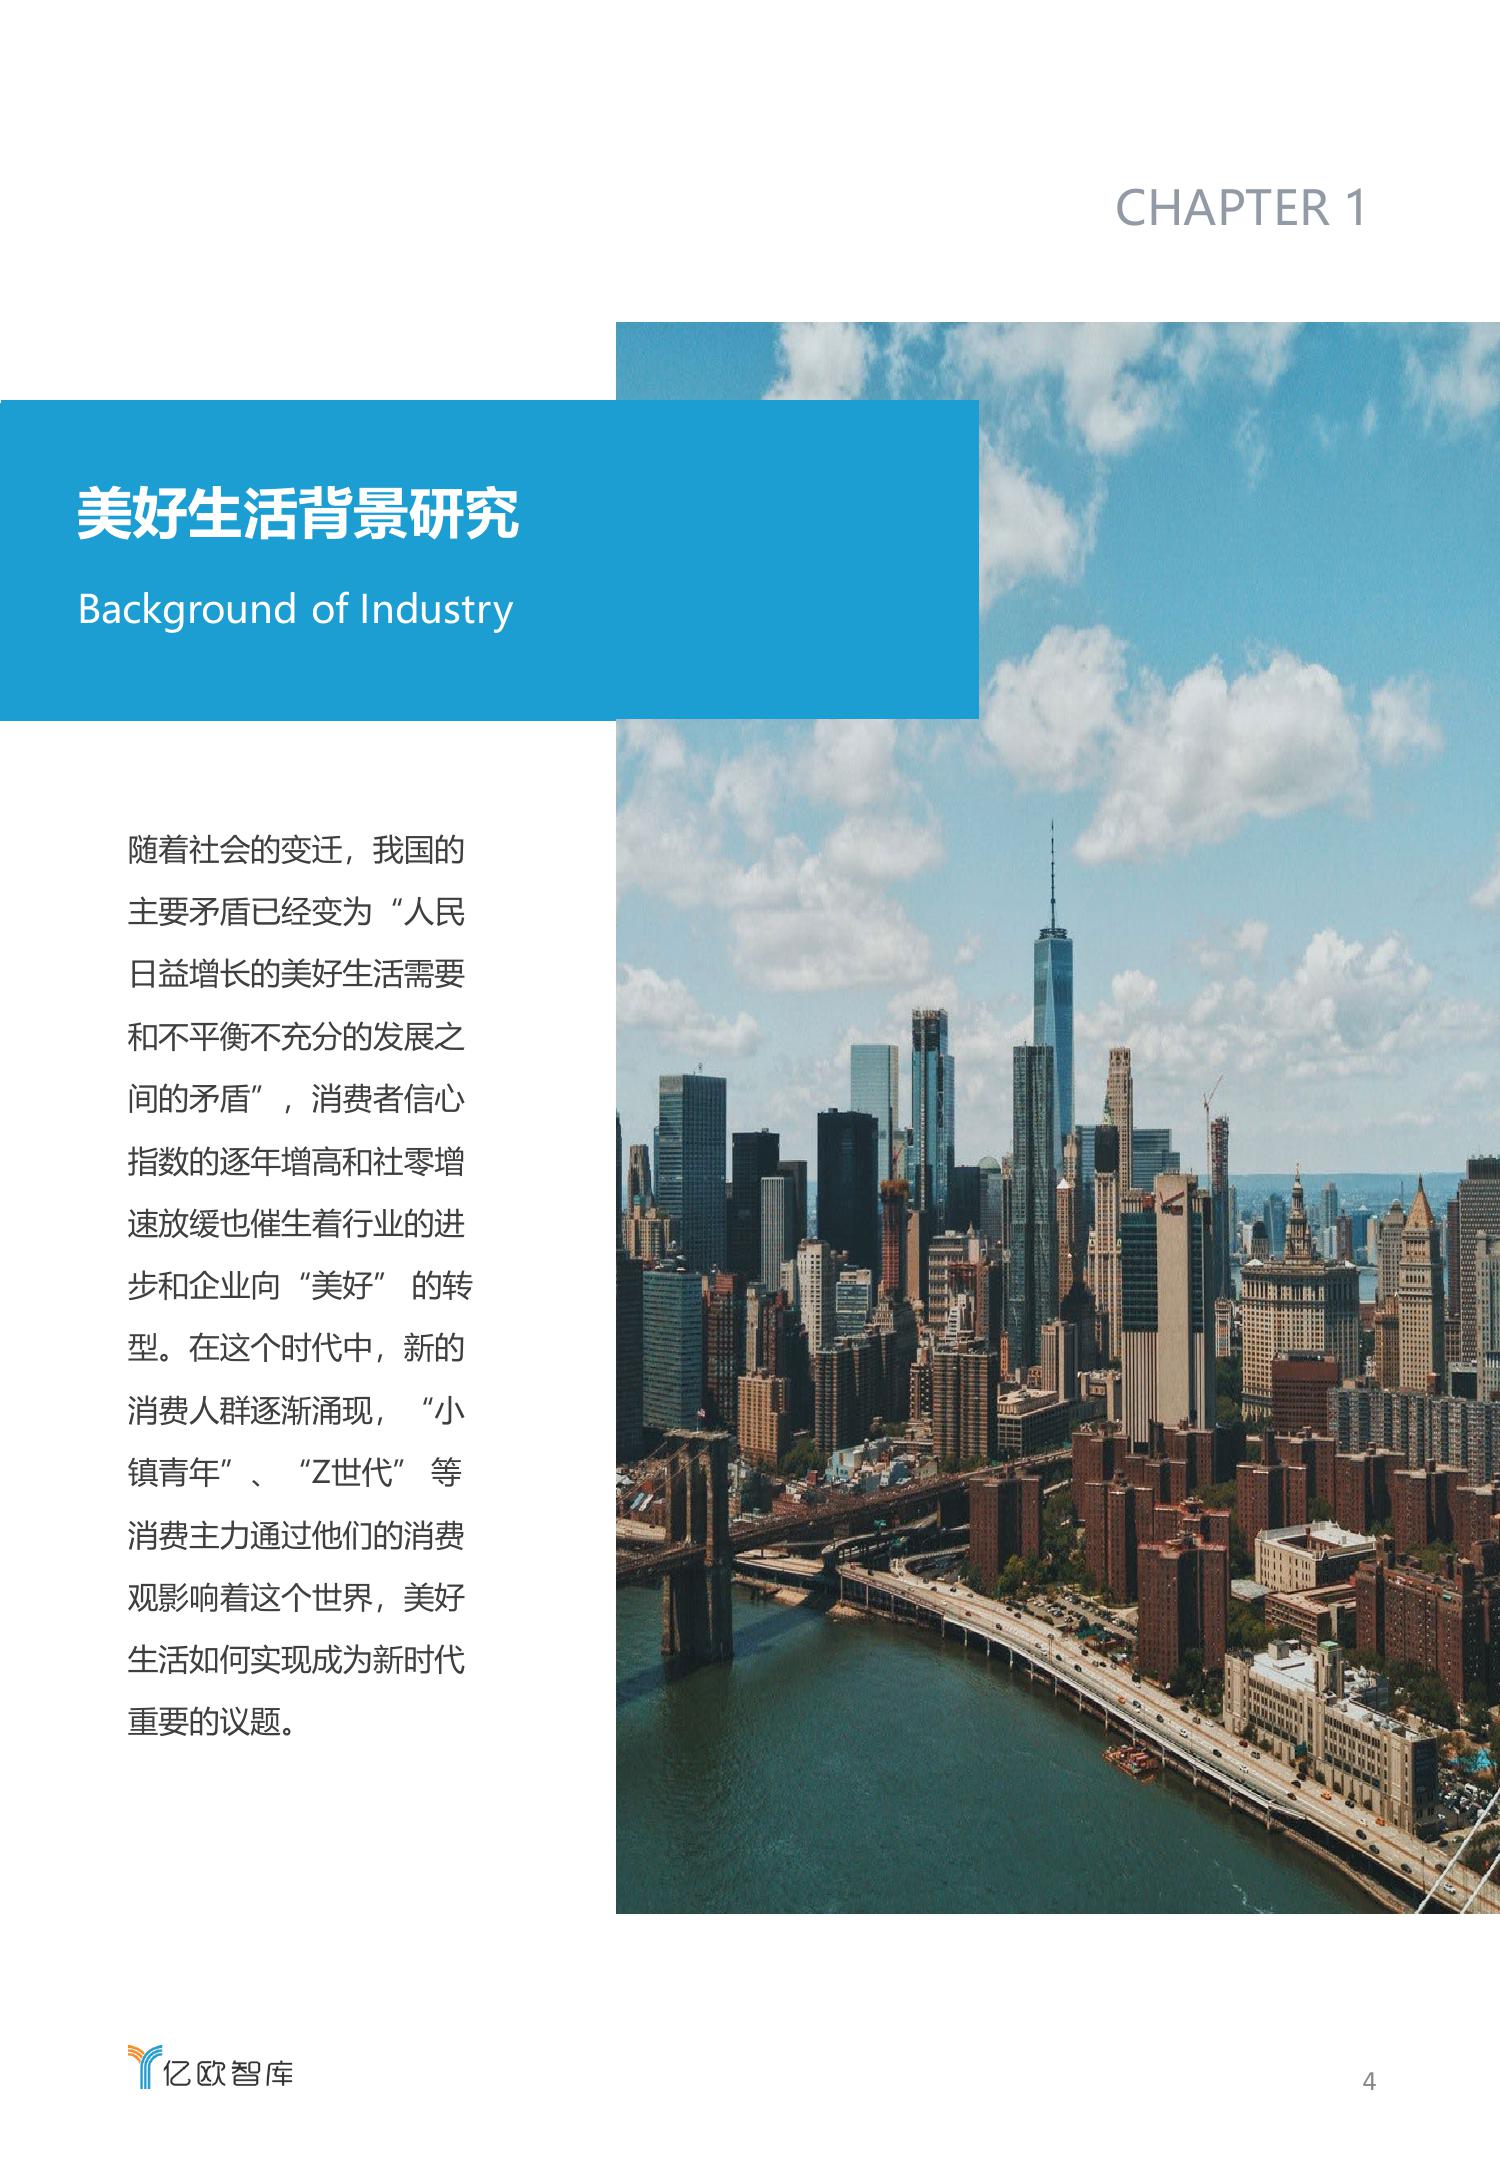 CHAPTER 1
美好生活背景研究
Background of Industry
随着社会的变迁，我国的
主要矛盾已经变为“人民
日益增长的美好生活需要
和不平衡不充分的发展之
间的矛盾”，消费者信心
指数的逐年增高和社零增
速放缓也催生着行业的进
步和企业向“美好” 的转
型。在这个时代中，新的
消费人群逐渐涌现，“小
镇青年”、“Z世代” 等
消费主力通过他们的消费
观影响着这个世界，美好
生活如何实现成为新时代
重要的议题。
亿欧智库
4